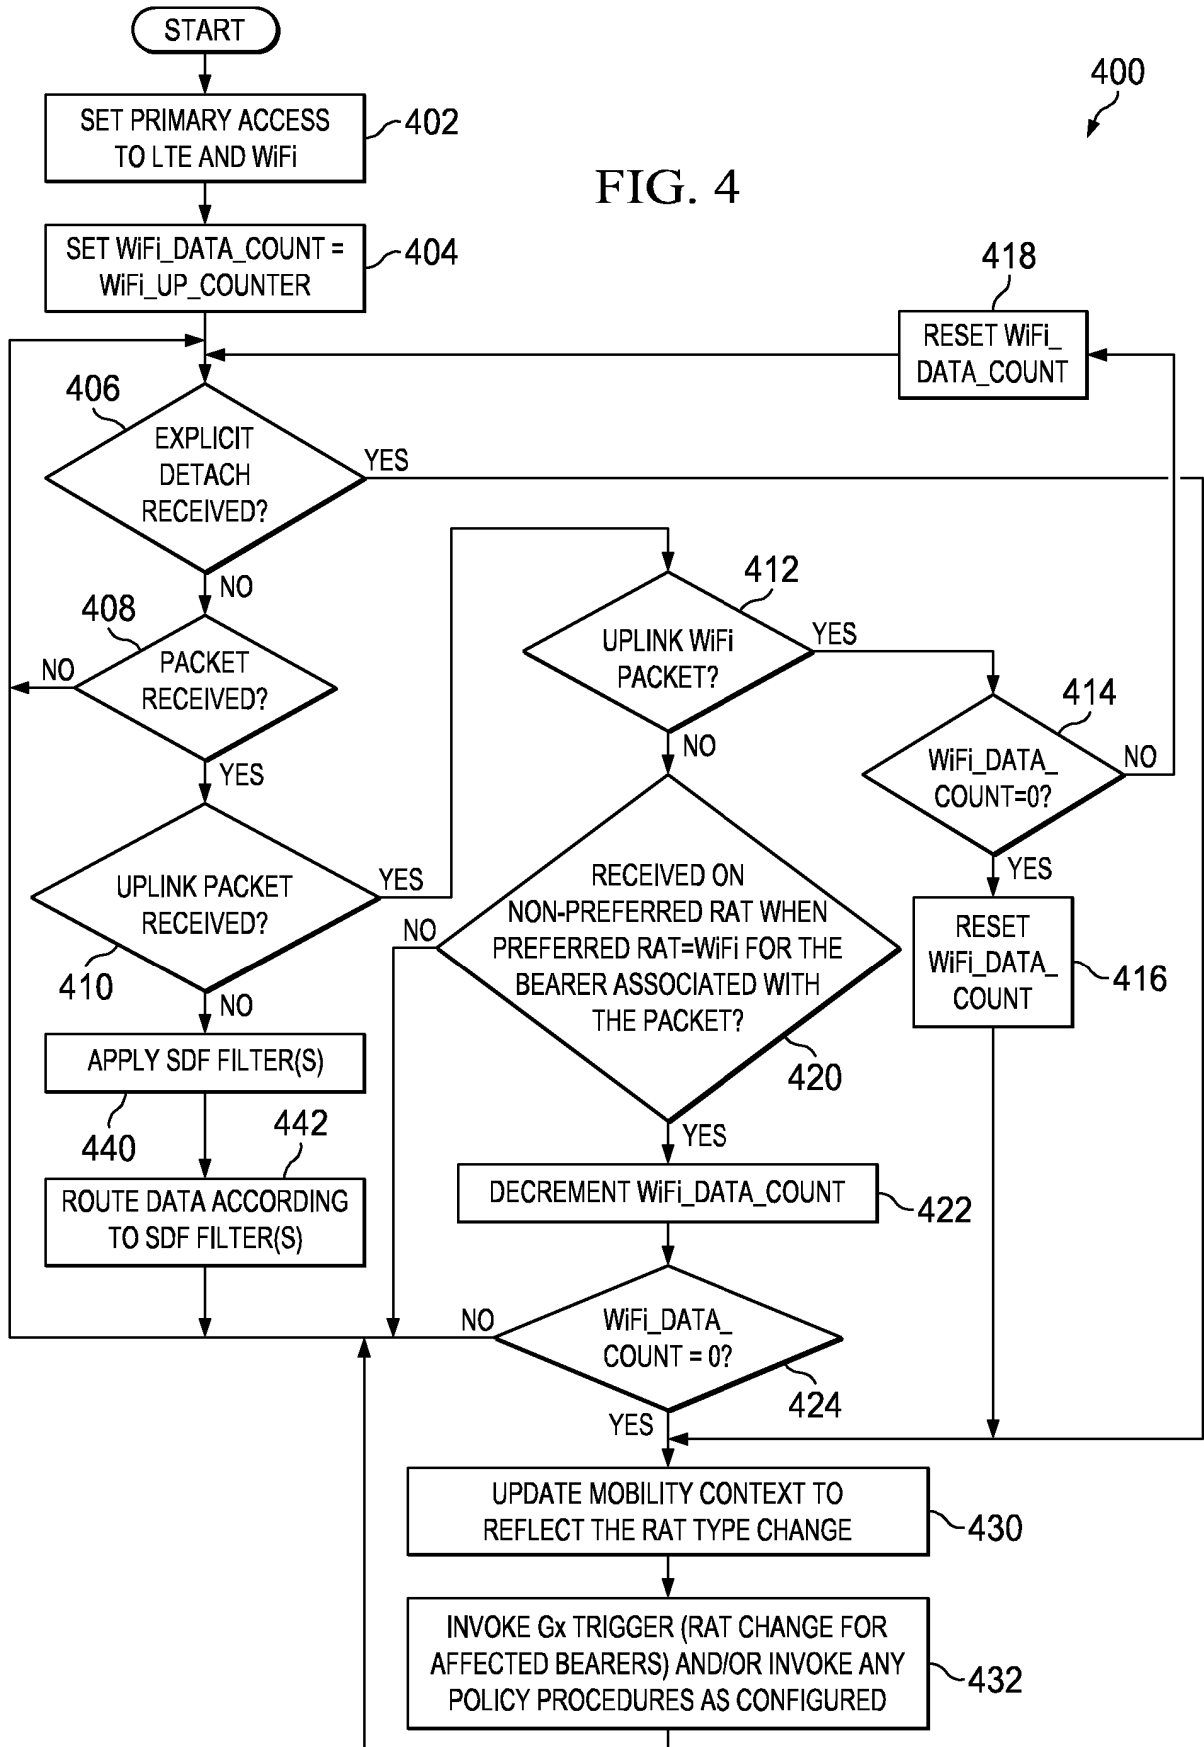 START
400
SET PRIMARY ACCESS
TO LTE AND WiFi
402
FIG. 4
SET WiFi_DATA_COUNT =
WiFi_UP_COUNTER
404
418
RESET WiFi_
DATA_COUNT
406
EXPLICIT
DETACH
RECEIVED?
YES
NO
412
UPLINK WiFi
PACKET?
YES
NO
408
PACKET
RECEIVED?
NO
YES
414
WiFi_DATA_
COUNT=0?
NO
YES
UPLINK PACKET
RECEIVED?
YES
410
NO
RECEIVED ON
NON-PREFERRED RAT WHEN
PREFERRED RAT=WiFi FOR THE
BEARER ASSOCIATED WITH
THE PACKET?
NO
420
YES
RESET
WiFi_DATA_
COUNT
416
APPLY SDF FILTER(S)
440
442
ROUTE DATA ACCORDING
TO SDF FILTER(S)
DECREMENT WiFi_DATA_COUNT
422
NO
WiFi_DATA_
COUNT = 0?
424
YES
UPDATE MOBILITY CONTEXT TO
REFLECT THE RAT TYPE CHANGE
430
INVOKE Gx TRIGGER (RAT CHANGE FOR
AFFECTED BEARERS) AND/OR INVOKE ANY
POLICY PROCEDURES AS CONFIGURED
432